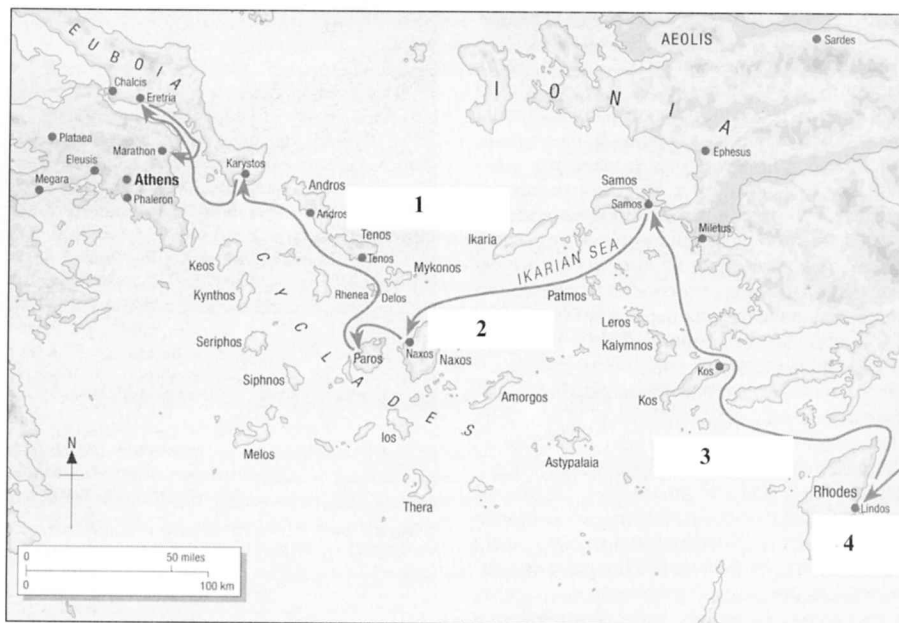 EUBOIA
AEOLIS
Sardes
Chalcis
Eretria
IONIA
Plataea
Marathon
Ephesus
Eleusis
Karystos
Megara
Athens
Andros
Samos
Phaleron
1
Samos
Andros
Tenos
Ikaria
Miletus
Keos
Tenos
IKARIAN SEA
Mykonos
Kynthos
Rhenea
Delos
Patmos
CYCLADES
2
Leros
Seriphos
Naxos
Kalymnos
Paros
Naxos
Kos
Siphnos
Amorgos
Kos
Ios
Melos
Astypalaia
3
N
Rhodes
Thera
Lindos
4
0 50 miles
0 100 km